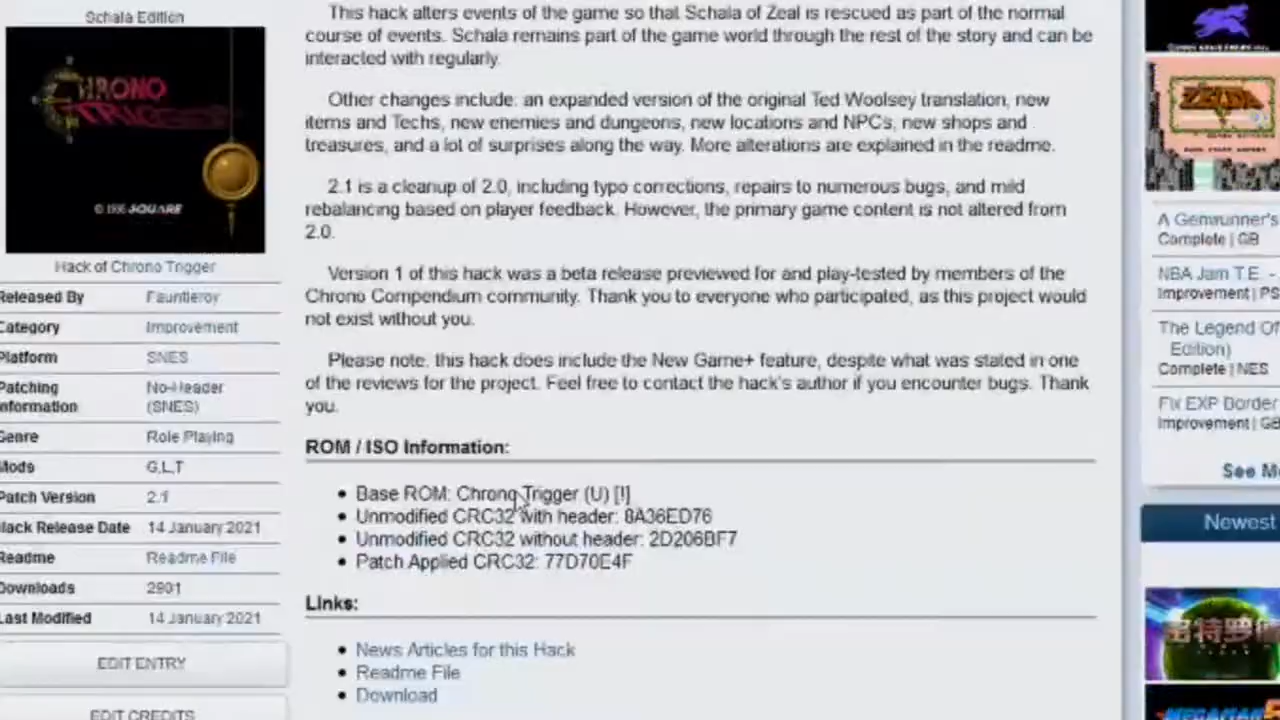 Schala Edition
CHRONO
TRIGGER
© 1995 SQUARE
Hack of Chrono Trigger
Released By Fauntleroy
Category Improvement
Platform SNES
Patching No-Header
Information (SNES)
Genre Role Playing
Mods G,L,T
Patch Version 2.1
Hack Release Date 14 January 2021
Readme Readme File
Downloads 2901
Last Modified 14 January 2021
EDIT ENTRY
EDIT CREDITS
This hack alters events of the game so that Schala of Zeal is rescued as part of the normal
course of events. Schala remains part of the game world through the rest of the story and can be
interacted with regularly.
Other changes include: an expanded version of the original Ted Woolsey translation, new
items and Techs, new enemies and dungeons, new locations and NPCs, new shops and
treasures, and a lot of surprises along the way. More alterations are explained in the readme.
2.1 is a cleanup of 2.0, including typo corrections, repairs to numerous bugs, and mild
rebalancing based on player feedback. However, the primary game content is not altered from
2.0.
Version 1 of this hack was a beta release previewed for and play-tested by members of the
Chrono Compendium community. Thank you to everyone who participated, as this project would
not exist without you.
Please note, this hack does include the New Game+ feature, despite what was stated in one
of the reviews for the project. Feel free to contact the hack's author if you encounter bugs. Thank
you.
ROM / ISO Information:
• Base ROM: Chrono Trigger (U) [!]
• Unmodified CRC32 with header: 8A36ED76
• Unmodified CRC32 without header: 2D206BF7
• Patch Applied CRC32: 77D70E4F
Links:
• News Articles for this Hack
• Readme File
• Download
ZELDA
A Genwunner's
Complete | GB
NBA Jam T.E. -
Improvement | PS
The Legend Of
Edition)
Complete | NES
Fix EXP Border
Improvement | GB
See Mo
Newest
MEGAMAN 5